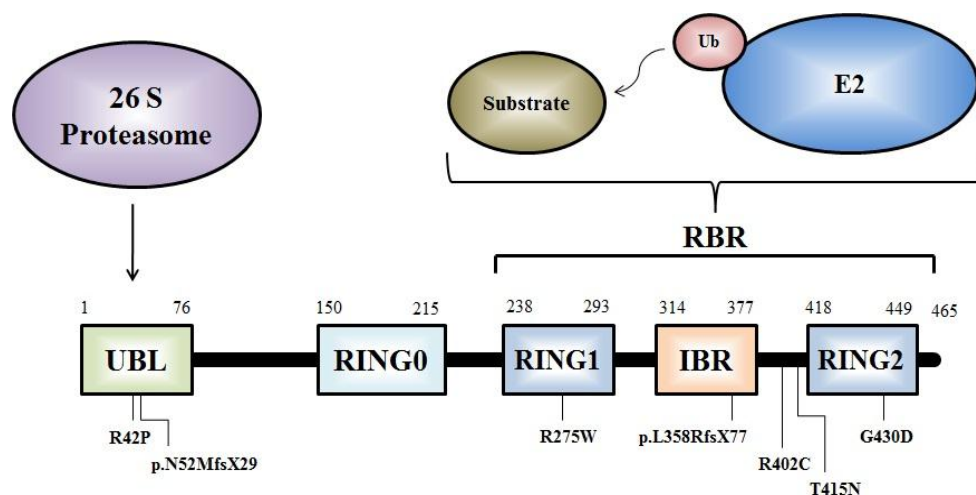 26 S
Proteasome
Substrate
Ub
E2
RBR
1
76
150
215
238
293
314
377
418
449
465
UBL
RING0
RING1
IBR
RING2
R42P
p.N52MfsX29
R275W
p.L358RfsX77
R402C
T415N
G430D